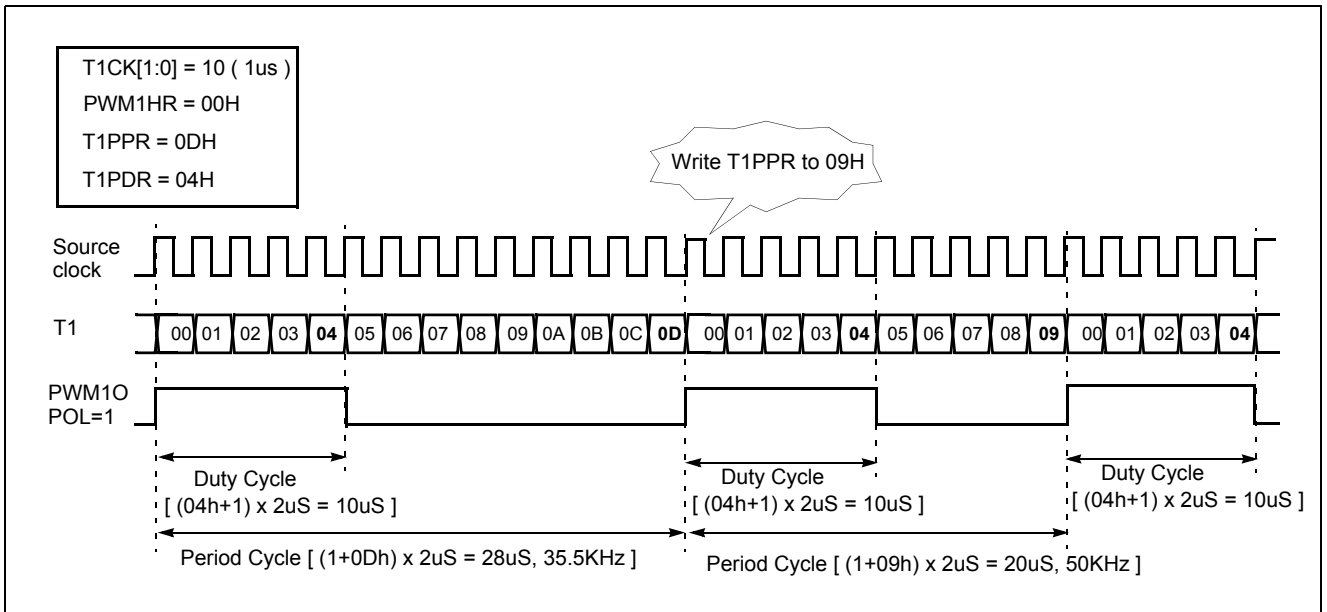 T1CK[1:0] = 10 ( 1us )
PWM1HR = 00H
T1PPR = 0DH
T1PDR = 04H
Write T1PPR to 09H
Source
clock
T1 00 01 02 03 04 05 06 07 08 09 0A 0B 0C 0D 00 01 02 03 04 05 06 07 08 09 00 01 02 03 04
PWM1O
POL=1
Duty Cycle
[ (04h+1) x 2uS = 10uS ]
Duty Cycle
[ (04h+1) x 2uS = 10uS ]
Duty Cycle
[ (04h+1) x 2uS = 10uS ]
Period Cycle [ (1+0Dh) x 2uS = 28uS, 35.5KHz ]
Period Cycle [ (1+09h) x 2uS = 20uS, 50KHz ]